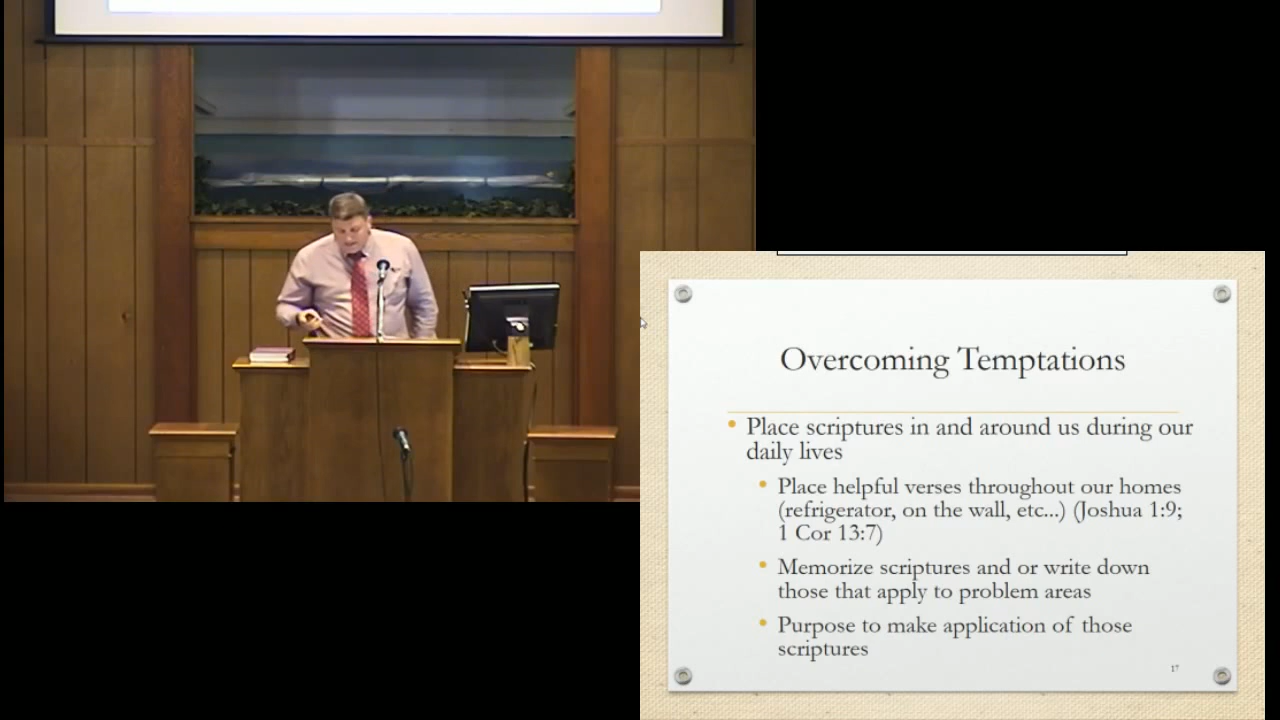 Overcoming Temptations
• Place scriptures in and around us during our
daily lives
• Place helpful verses throughout our homes
(refrigerator, on the wall, etc...) (Joshua 1:9;
1 Cor 13:7)
• Memorize scriptures and or write down
those that apply to problem areas
• Purpose to make application of those
scriptures
17